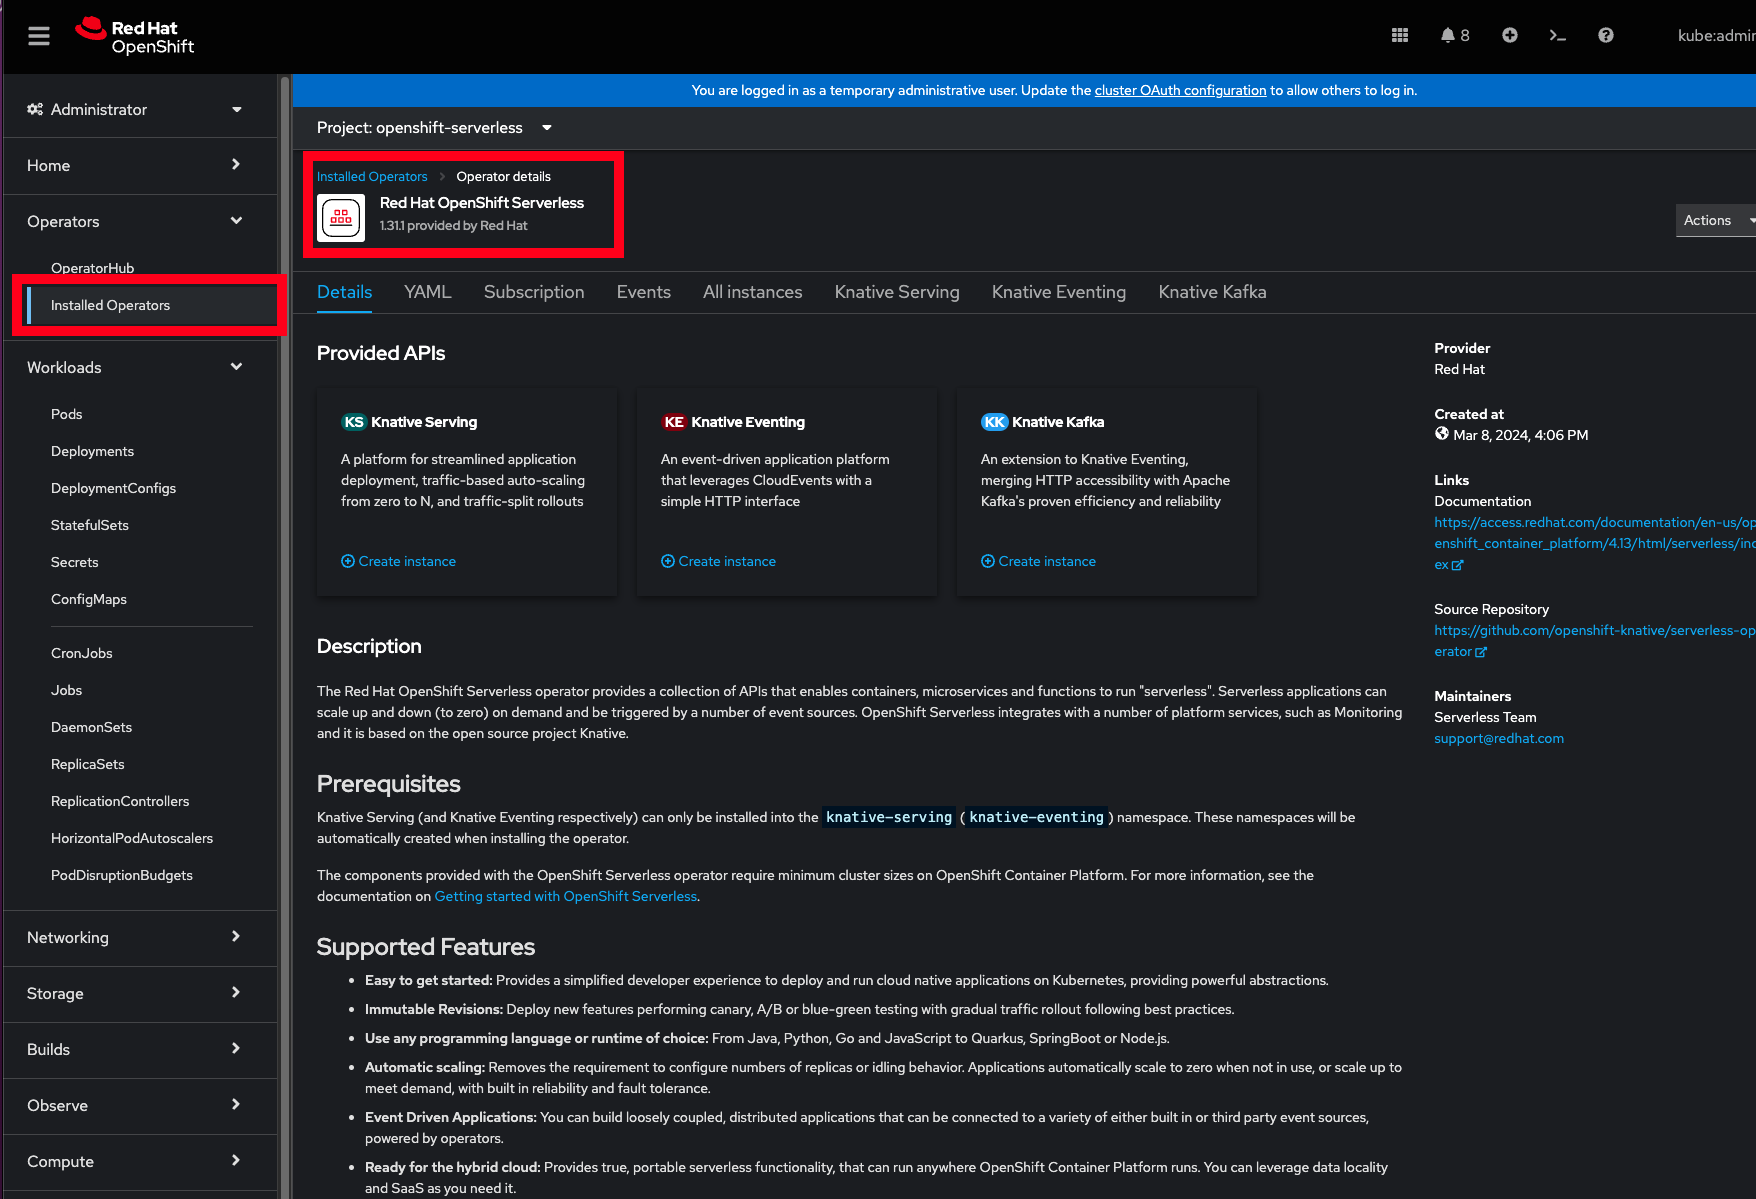 Red Hat
OpenShift
8
kube:admin
Administrator
Home
Operators
OperatorHub
Installed Operators
Workloads
Pods
Deployments
DeploymentConfigs
StatefulSets
Secrets
ConfigMaps
CronJobs
Jobs
DaemonSets
ReplicaSets
ReplicationControllers
HorizontalPodAutoscalers
PodDisruptionBudgets
Networking
Storage
Builds
Observe
Compute
You are logged in as a temporary administrative user. Update the cluster OAuth configuration to allow others to log in.
Project: openshift-serverless
Installed Operators Operator details
Red Hat OpenShift Serverless
1.31.1 provided by Red Hat
Actions
Details YAML Subscription Events All instances Knative Serving Knative Eventing Knative Kafka
Provided APIs
KS Knative Serving
A platform for streamlined application
deployment, traffic-based auto-scaling
from zero to N, and traffic-split rollouts
Create instance
KE Knative Eventing
An event-driven application platform
that leverages CloudEvents with a
simple HTTP interface
Create instance
KK Knative Kafka
An extension to Knative Eventing,
merging HTTP accessibility with Apache
Kafka's proven efficiency and reliability
Create instance
Description
The Red Hat OpenShift Serverless operator provides a collection of APIs that enables containers, microservices and functions to run "serverless". Serverless applications can
scale up and down (to zero) on demand and be triggered by a number of event sources. OpenShift Serverless integrates with a number of platform services, such as Monitoring
and it is based on the open source project Knative.
Prerequisites
Knative Serving (and Knative Eventing respectively) can only be installed into the knative-serving ( knative-eventing ) namespace. These namespaces will be
automatically created when installing the operator.
The components provided with the OpenShift Serverless operator require minimum cluster sizes on OpenShift Container Platform. For more information, see the
documentation on Getting started with OpenShift Serverless.
Supported Features
• Easy to get started: Provides a simplified developer experience to deploy and run cloud native applications on Kubernetes, providing powerful abstractions.
• Immutable Revisions: Deploy new features performing canary, A/B or blue-green testing with gradual traffic rollout following best practices.
• Use any programming language or runtime of choice: From Java, Python, Go and JavaScript to Quarkus, SpringBoot or Node.js.
• Automatic scaling: Removes the requirement to configure numbers of replicas or idling behavior. Applications automatically scale to zero when not in use, or scale up to
meet demand, with built in reliability and fault tolerance.
• Event Driven Applications: You can build loosely coupled, distributed applications that can be connected to a variety of either built in or third party event sources,
powered by operators.
• Ready for the hybrid cloud: Provides true, portable serverless functionality, that can run anywhere OpenShift Container Platform runs. You can leverage data locality
and SaaS as you need it.
Provider
Red Hat
Created at
Mar 8, 2024, 4:06 PM
Links
Documentation
https://access.redhat.com/documentation/en-us/op
enshift_container_platform/4.13/html/serverless/ind
ex
Source Repository
https://github.com/openshift-knative/serverless-op
erator
Maintainers
Serverless Team
support@redhat.com